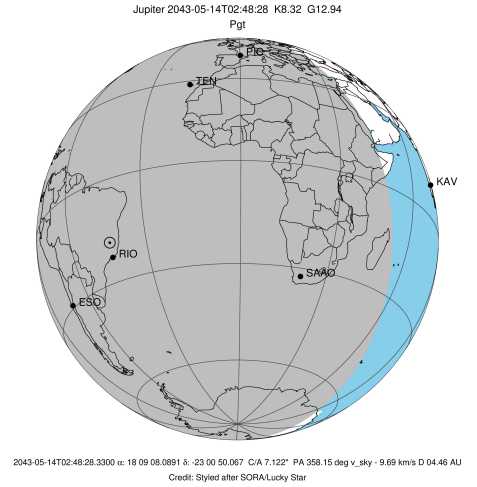 Jupiter 2043-05-14T02:48:28 K8.32 G12.94
Pgt
PIC
TEN
KAV
RIO
SAAO
ESO
2043-05-14T02:48:28.3300 α: 18 09 08.0891 δ: -23 00 50.067 C/A 7.122" PA 358.15 deg v_sky - 9.69 km/s D 04.46 AU
Credit: Styled after SORA/Lucky Star